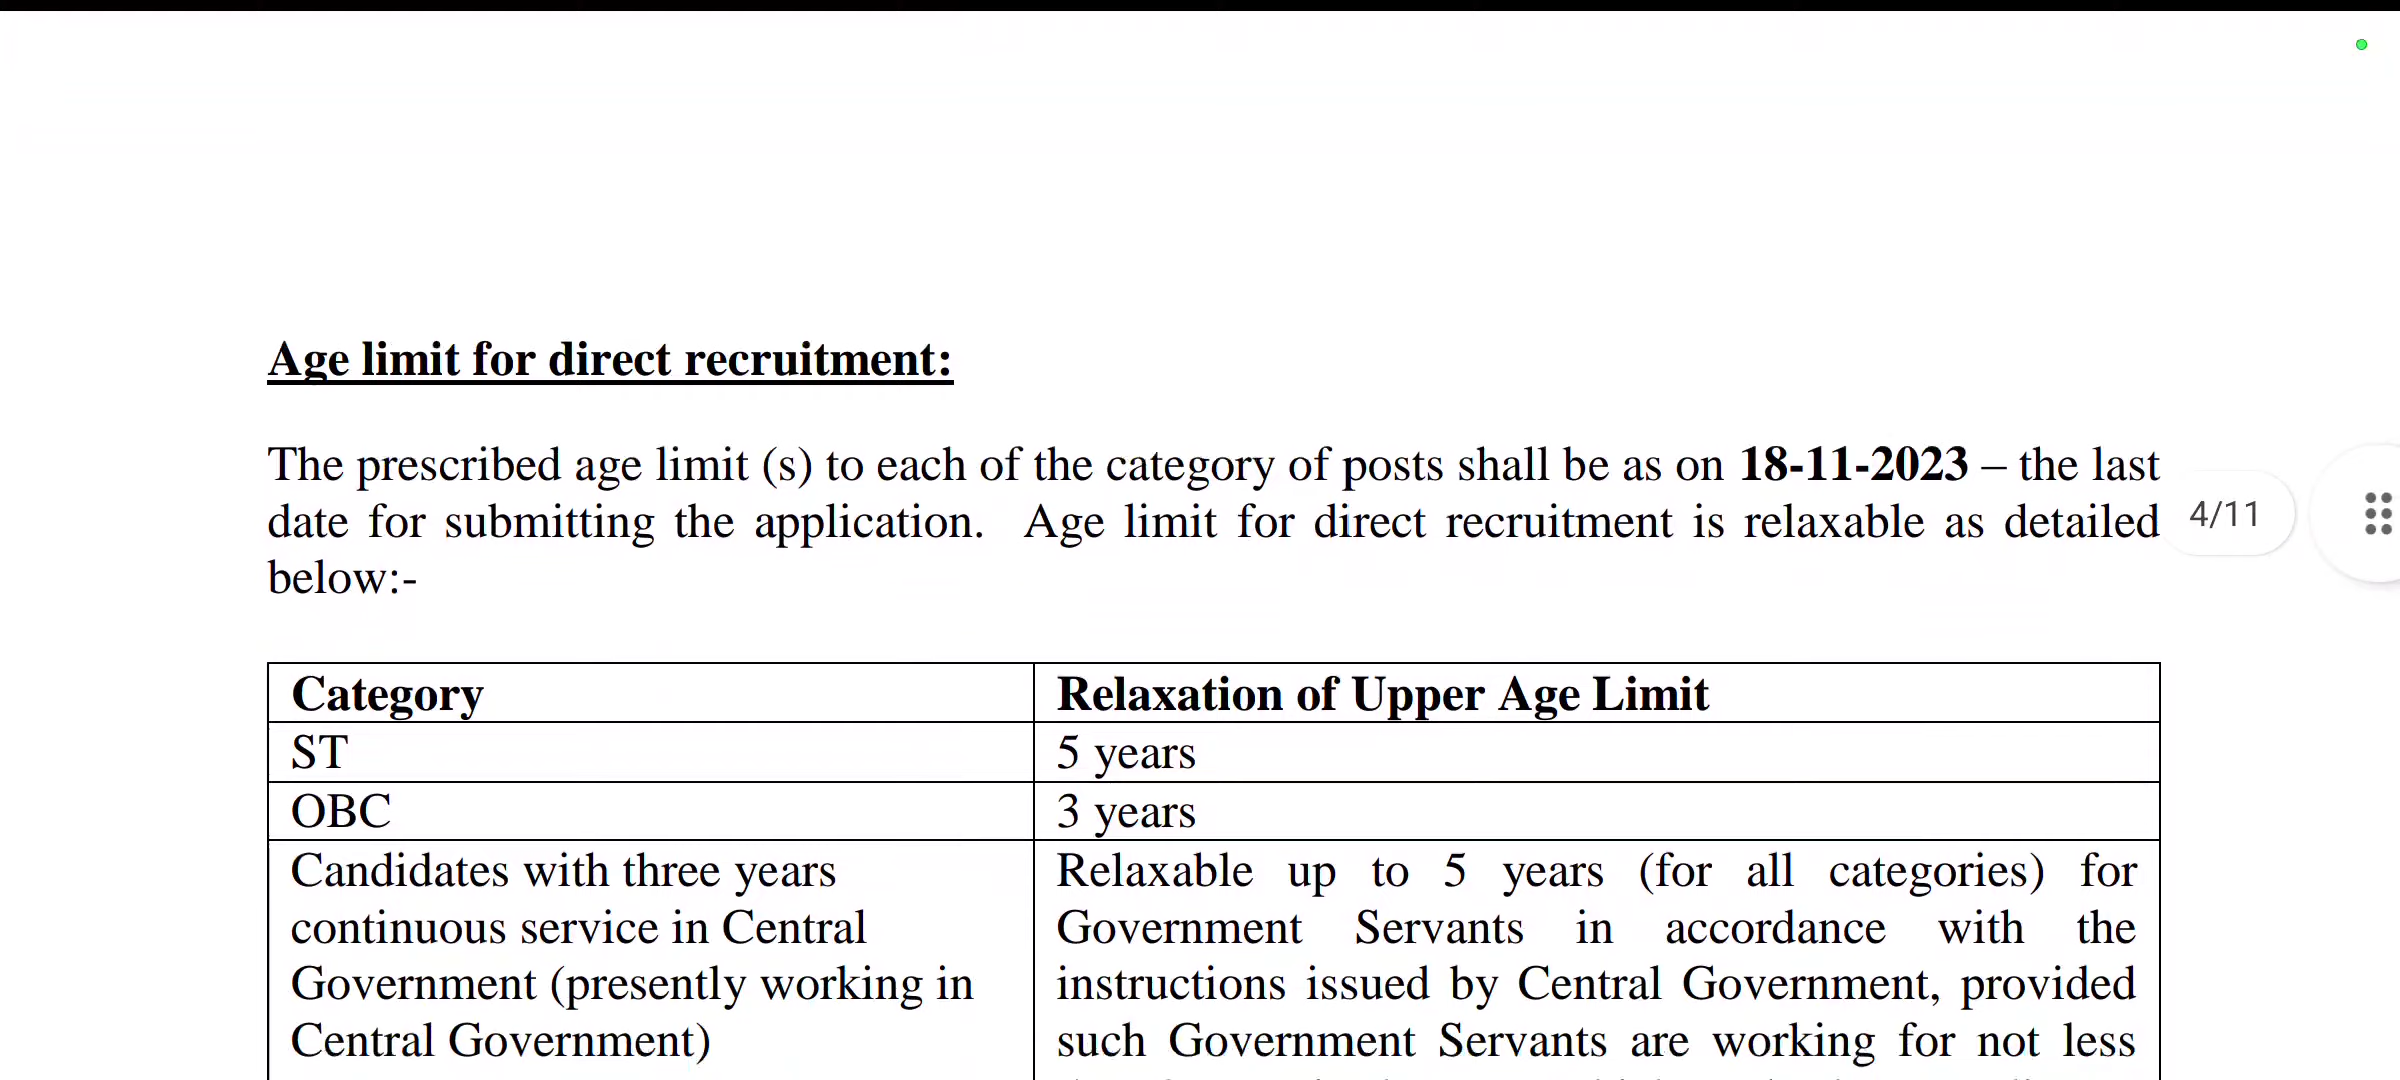 Age limit for direct recruitment:
The prescribed age limit (s) to each of the category of posts shall be as on 18-11-2023 – the last
date for submitting the application. Age limit for direct recruitment is relaxable as detailed
below:-
4/11
Category
Relaxation of Upper Age Limit
ST
5 years
OBC
3 years
Candidates with three years
continuous service in Central
Government (presently working in
Central Government)
Relaxable up to 5 years (for all categories) for
Government Servants in accordance with the
instructions issued by Central Government, provided
such Government Servants are working for not less